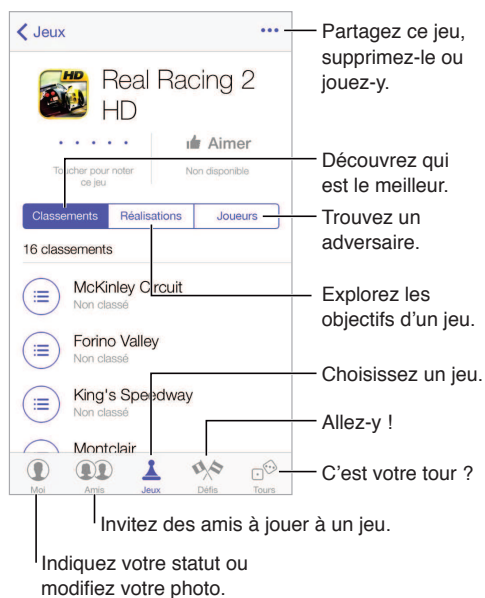 Jeux
Partagez ce jeu,
supprimez-le ou
jouez-y.
HD
Real Racing 2
HD
Aimer
Toucher pour noter
ce jeu
Non disponible
Découvrez qui
est le meilleur.
Classements
Réalisations
Joueurs
Trouvez un
adversaire.
16 classements
McKinley Circuit
Non classé
Explorez les
objectifs d'un jeu.
Forino Valley
Non classé
King's Speedway
Non classé
Choisissez un jeu.
Montclair
Allez-y !
Moi
Amis
Jeux
Défis
Tours
C'est votre tour ?
Invitez des amis à jouer à un jeu.
Indiquez votre statut ou
modifiez votre photo.